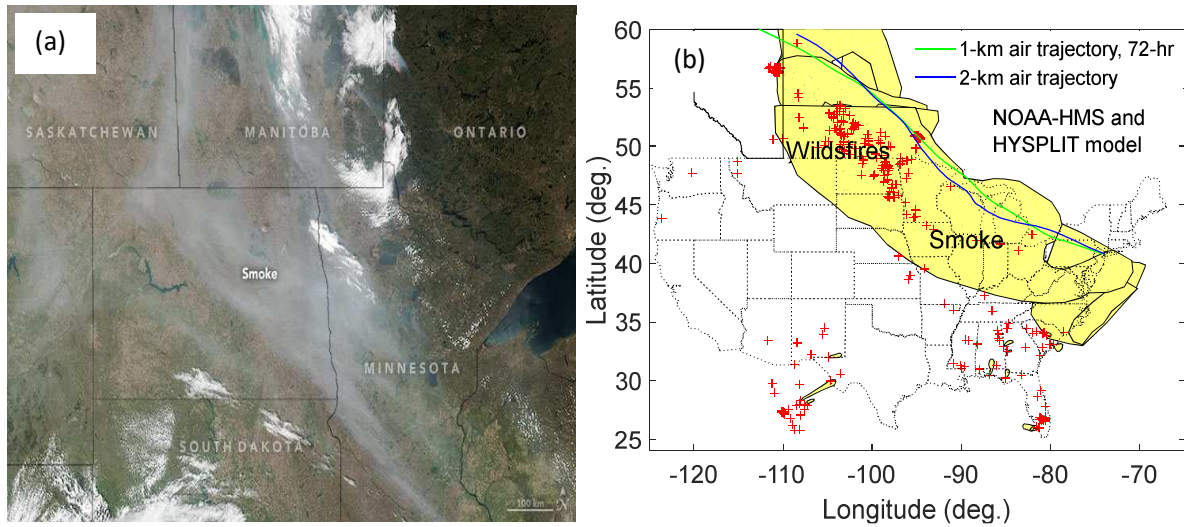 (a)
SASKATCHEWAN
MANITOBA
ONTARIO
Smoke
MINNESOTA
SOUTH DAKOTA
100 km
N
(b)
1-km air trajectory, 72-hr
2-km air trajectory
NOAA-HMS and
HYSPLIT model
Wildsfires
Smoke
60
55
50
45
40
35
30
25
Latitude (deg.)
-120
-110
-100
-90
-80
-70
Longitude (deg.)